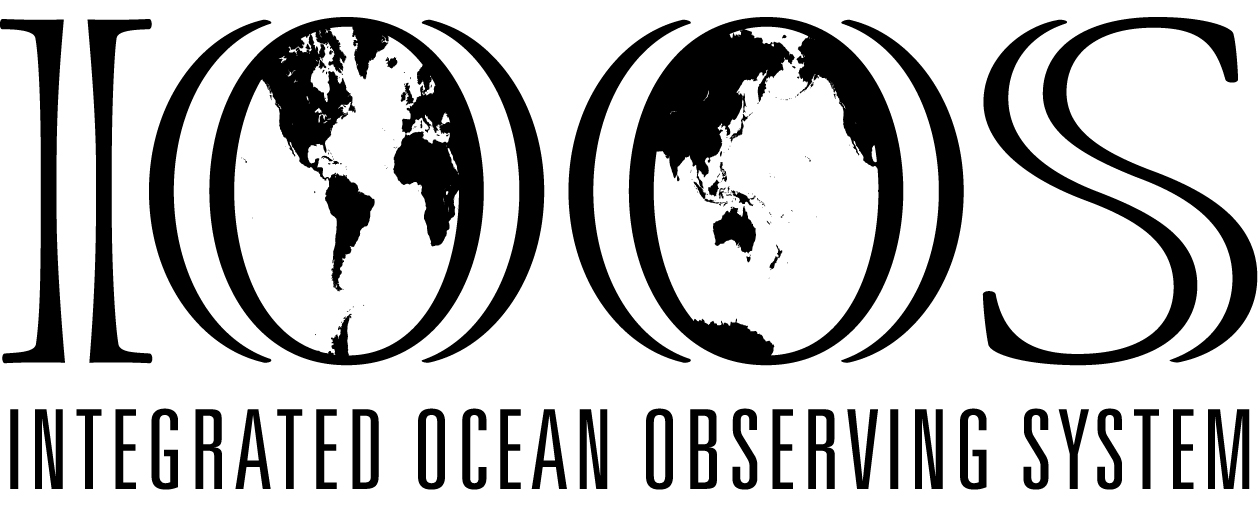 IOOS
INTEGRATED OCEAN OBSERVING SYSTEM